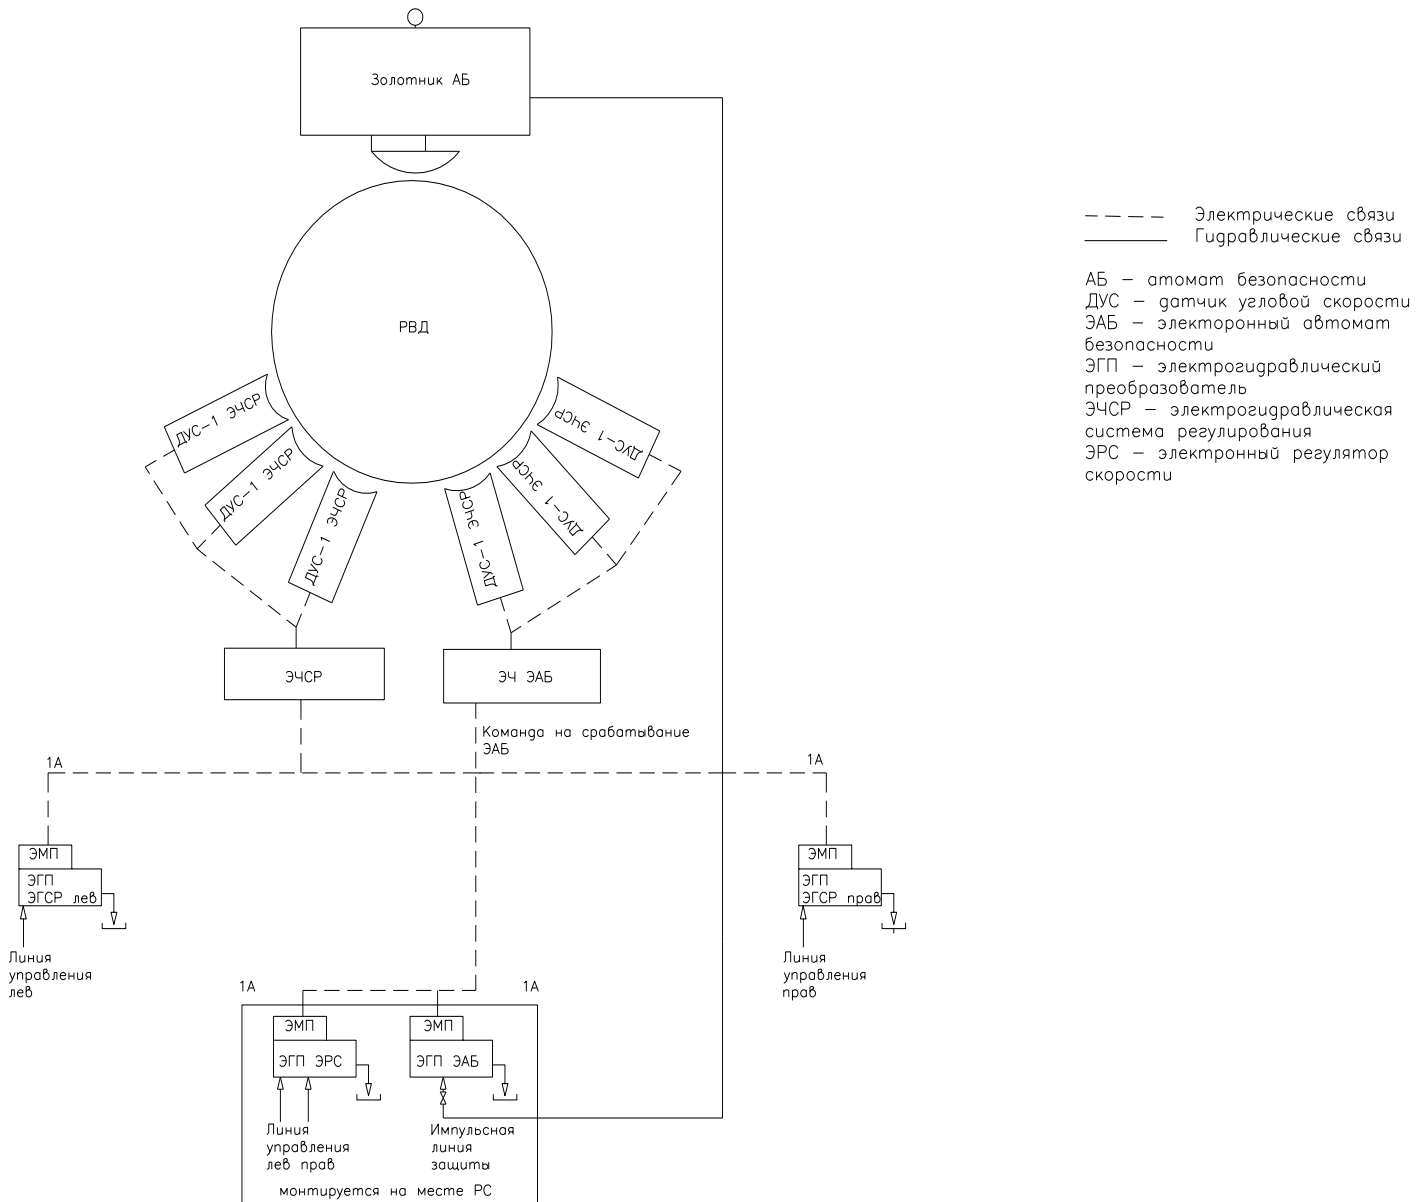 Золотник АБ
РВД
ДУС-1 ЭЧСР
ДУС-1 ЭЧСР
ДУС-1 ЭЧСР
ДУС-1 ЭЧСР
ДУС-1 ЭЧСР
ДУС-1 ЭЧСР
ЭЧСР
ЭЧ ЭАБ
Команда на срабатывание
ЭАБ
1А
1А
ЭМП
ЭГП
ЭГСР лев
Линия
управления
лев
ЭМП
ЭГП
ЭГСР прав
Линия
управления
прав
1А
1А
ЭМП
ЭГП ЭРС
ЭМП
ЭГП ЭАБ
Линия
управления
лев прав
Импульсная
линия
защиты
монтируется на месте РС
Электрические связи
Гидравлические связи
АБ – атомат безопасности
ДУС – датчик угловой скорости
ЭАБ – электоронный автомат
безопасности
ЭГП – электрогидравлический
преобразователь
ЭЧСР – электрогидравлическая
система регулирования
ЭРС – электронный регулятор
скорости